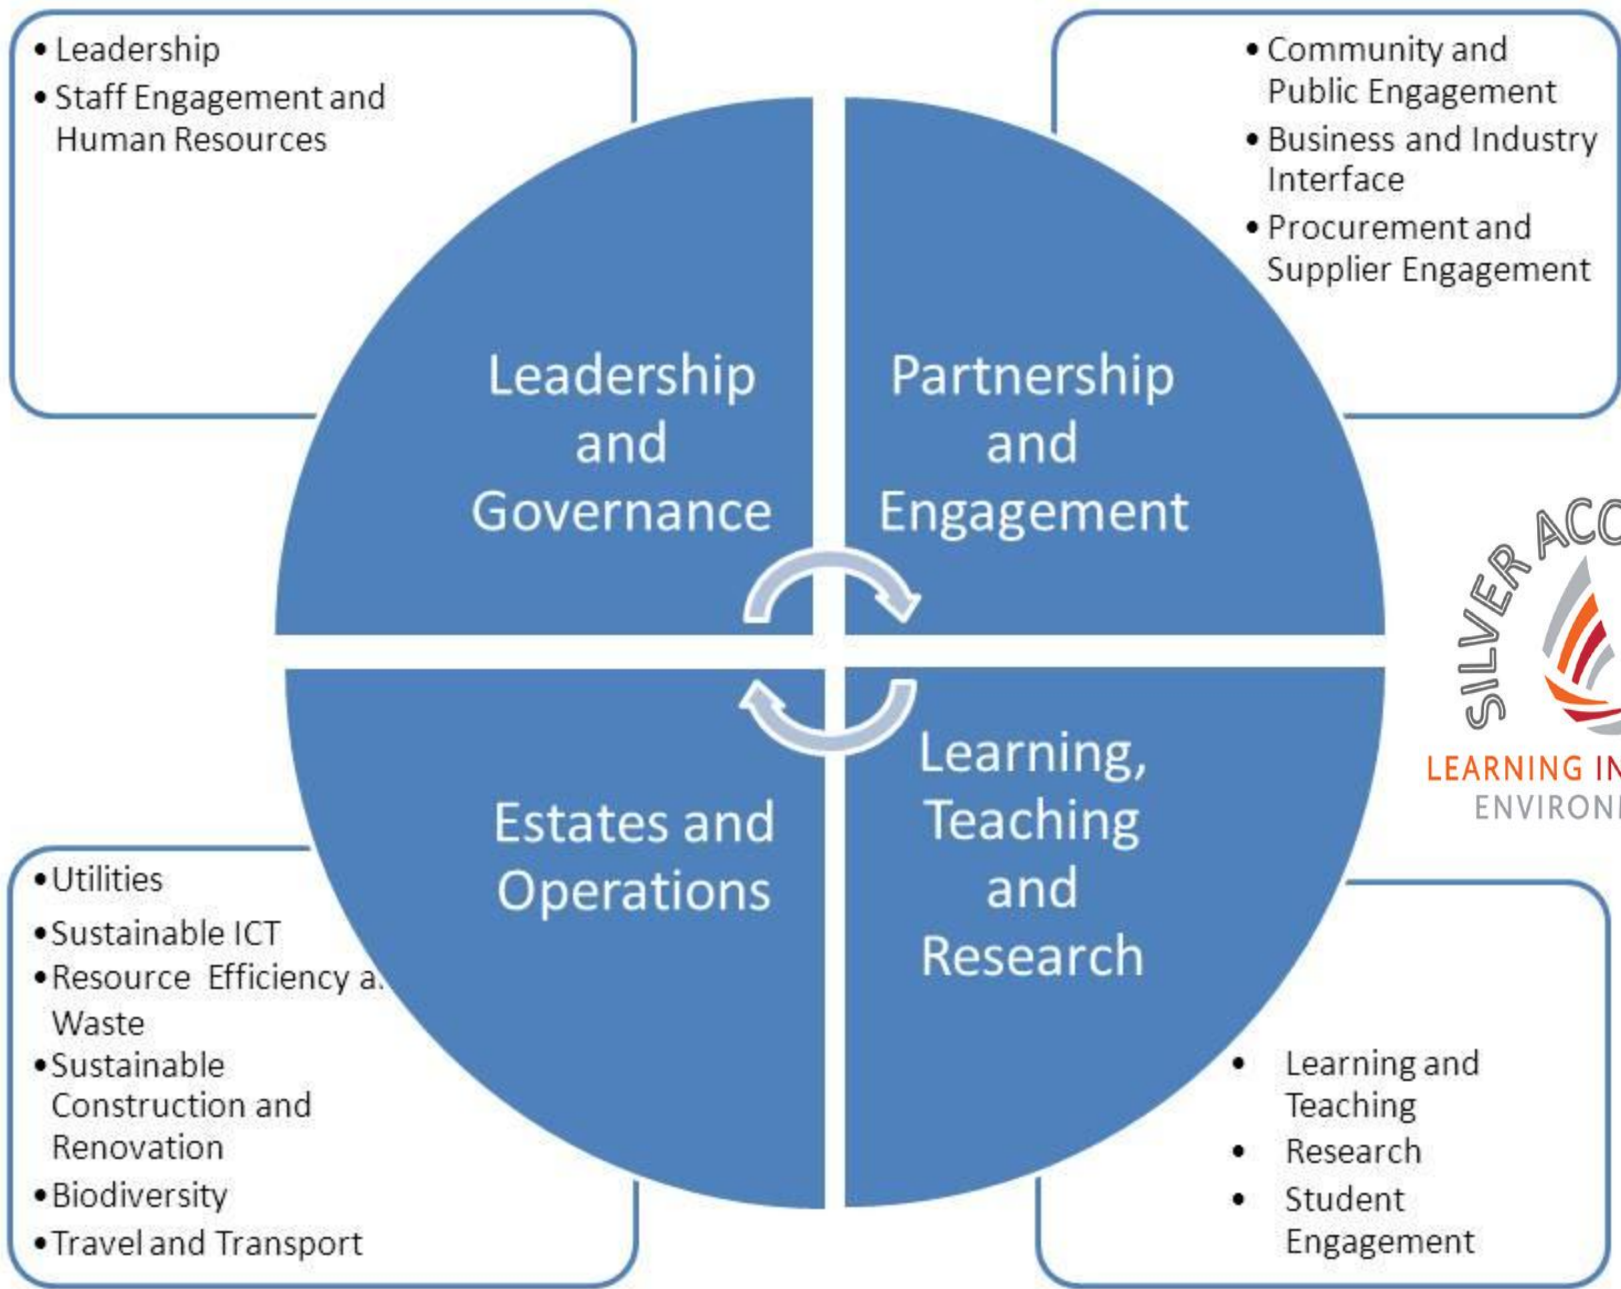 • Leadership
• Staff Engagement and
Human Resources
• Community and
Public Engagement
• Business and Industry
Interface
• Procurement and
Supplier Engagement
Leadership
and
Governance
Partnership
and
Engagement
Estates and
Operations
Learning,
Teaching
and
Research
SILVER
LEARNING
•Utilities
•Sustainable ICT
•Resource Efficiency
Waste
•Sustainable
Construction and
Renovation
•Biodiversity
•Travel and Transport
• Learning and
Teaching
• Research
• Student
Engagement